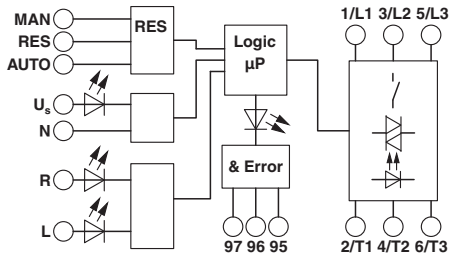 MAN
RES
AUTO
RES
Us
N
R
L
Logic
µP
& Error
97 96 95
1/L1 3/L2 5/L3
2/T1 4/T2 6/T3